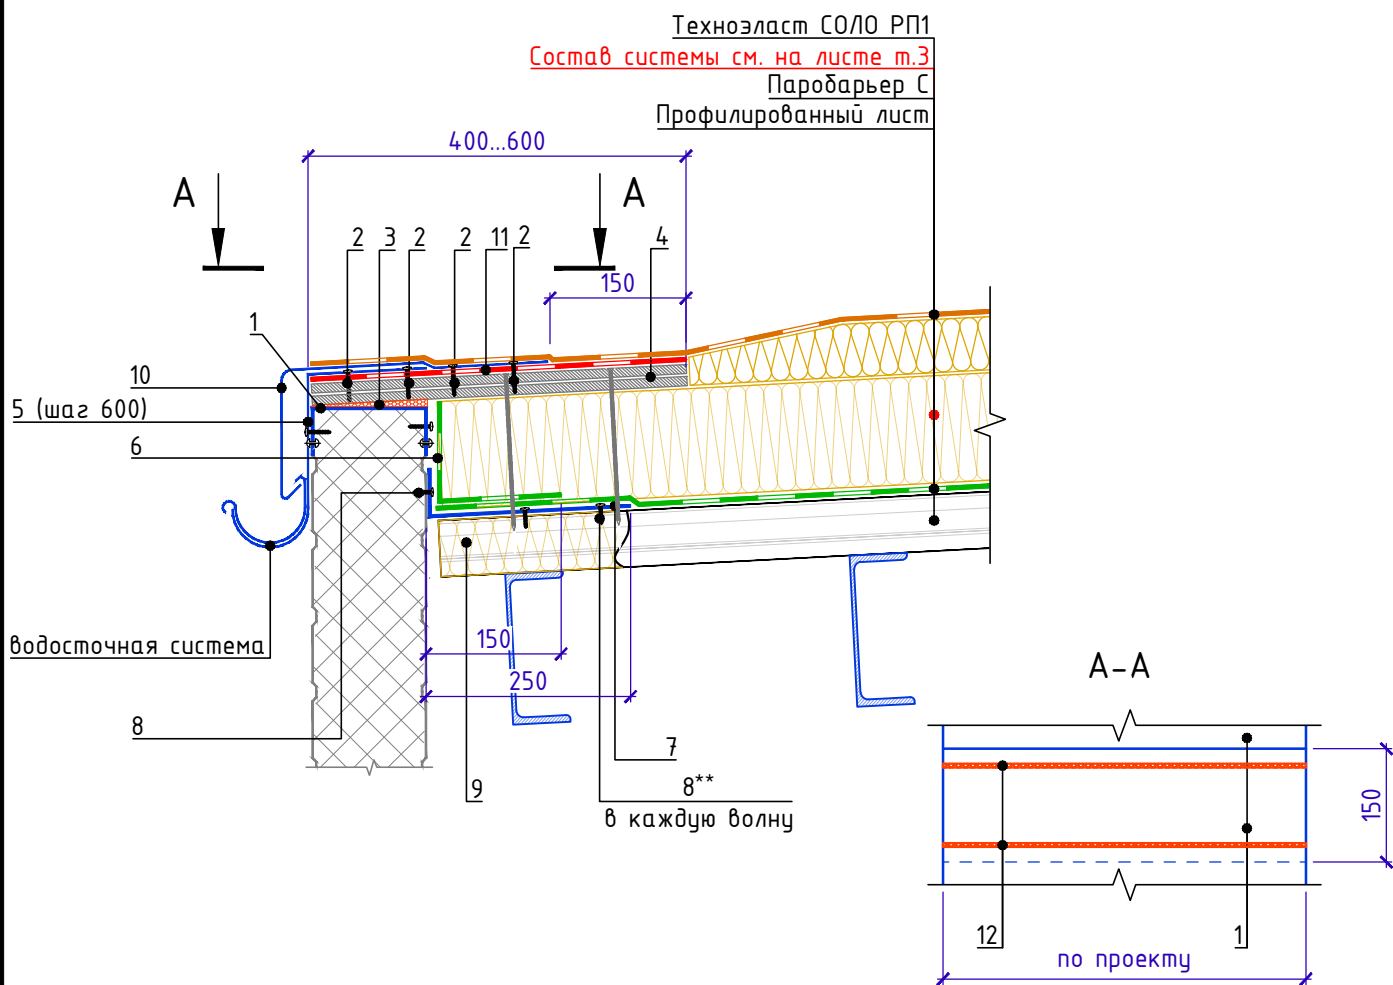 Техноэласт СОЛО РП1
Состав системы см. на листе т.3
Паробарьер С
Профилированный лист
400...600
А
А
2
3
2
2
11
2
4
150
1
10
5 (шаг 600)
6
водосточная система
150
250
8
7
9
8**
в каждую волну
А-А
150
12
1
по проекту